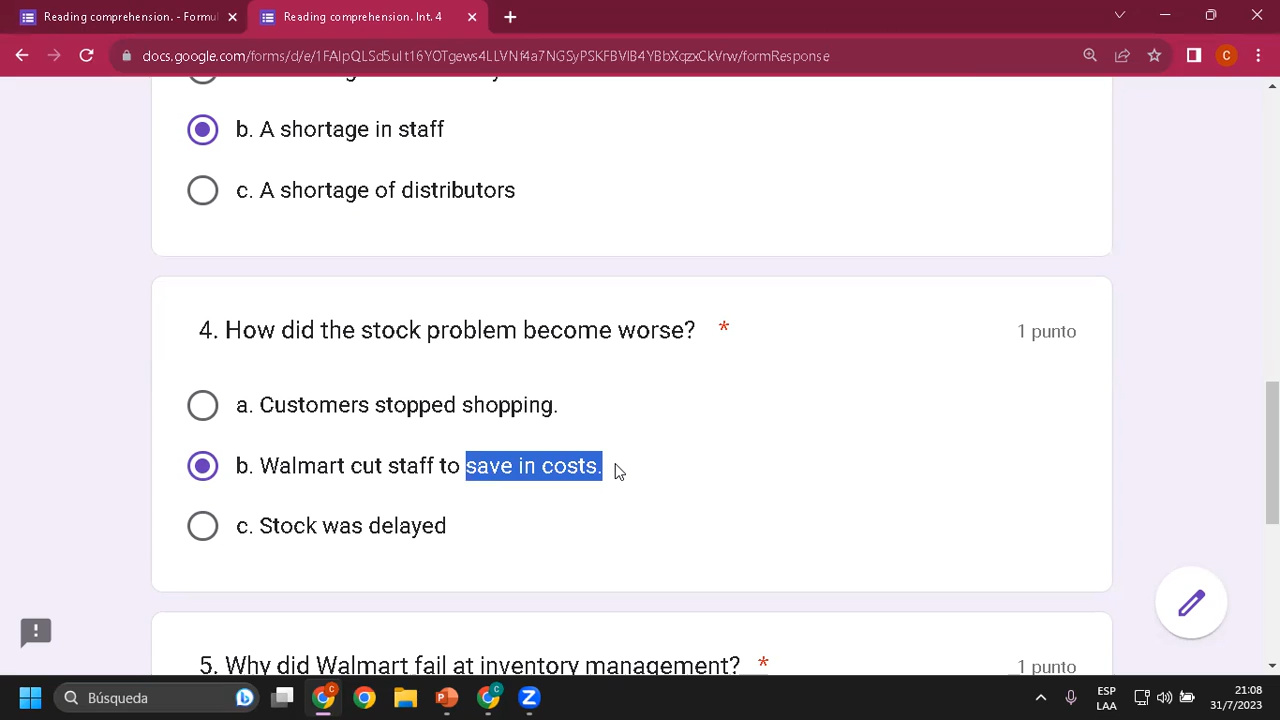 Reading comprehension. - Formul
Reading comprehension. Int. 4
docs.google.com/forms/d/e/1FAIpQLSd5uIt16YOTgews4LLVNf4a7NGSyPSKFBVlB4YBbXqzxCkVrw/formResponse
C
b. A shortage in staff
c. A shortage of distributors
4. How did the stock problem become worse? *
1 punto
a. Customers stopped shopping.
b. Walmart cut staff to save in costs.
c. Stock was delayed
5. Why did Walmart fail at inventory management? *
1 punto
Búsqueda
ESP
LAA
21:08
31/7/2023